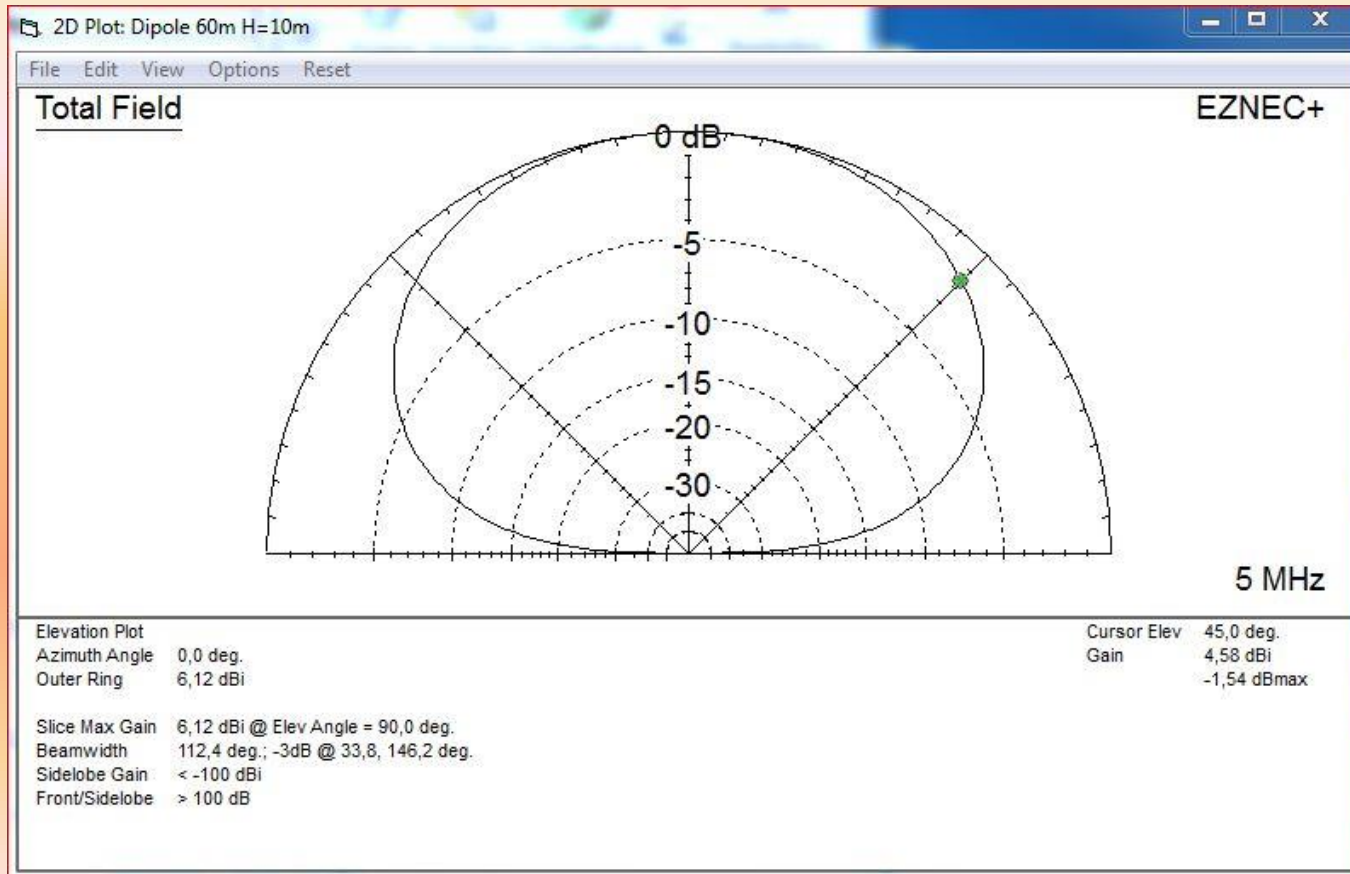 2D Plot: Dipole 60m H=10m
File Edit View Options Reset
Total Field
EZNEC+
0 dB
-5
-10
-15
-20
-30
5 MHz
Elevation Plot
Azimuth Angle 0,0 deg.
Outer Ring 6,12 dBi
Slice Max Gain 6,12 dBi @ Elev Angle = 90,0 deg.
Beamwidth 112,4 deg.; -3dB @ 33,8, 146,2 deg.
Sidelobe Gain < -100 dBi
Front/Sidelobe > 100 dB
Cursor Elev 45,0 deg.
Gain 4,58 dBi
-1,54 dBmax